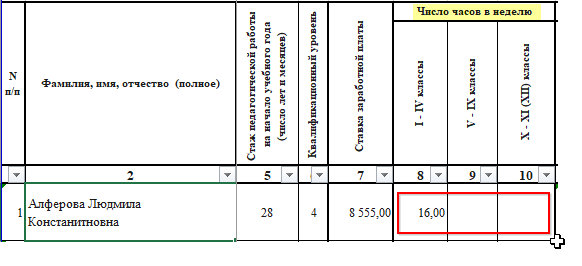 Число часов в неделю
N
п/п
Фамилия, имя, отчество (полное)
Стаж педагогической работы
на начало учебного года
(число лет и месяцев)
Квалификационный уровень
Ставка заработной платы
I - IV классы
V - IX классы
X - XI (XII) классы
2 5 7 8 9 10
1 Алферова Людмила
Констанитновна
28 4 8 555,00 16,00